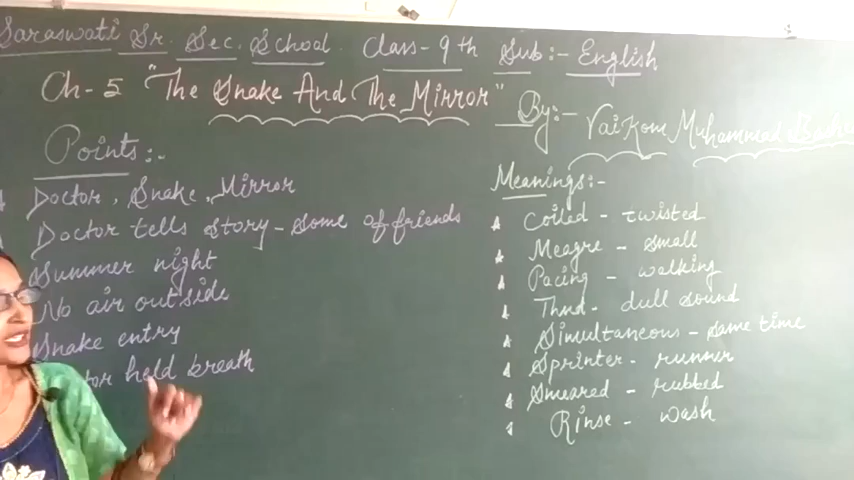 Saraswati Sr. Sec. School Class- 9th Sub:- English
Ch- 5 "The Snake And The Mirror"
By:- Vaikom Muhammad
Points:-
Doctor, Snake, Mirror
Doctor tells story - some of friends
Summer night
No air outside
Snake entry
held breath
Meanings:-
Coiled - twisted
Meagre - small
Pacing - walking
Thud - dull sound
Simultaneous - same time
Sprinter - runner
Smeared - rubbed
Rinse - wash